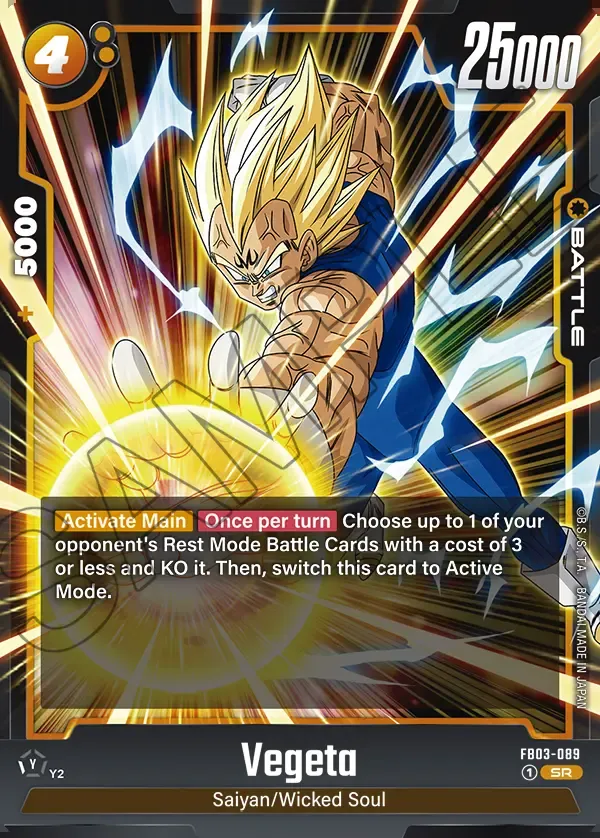 4
25000
+ 5000
BATTLE
SAMPLE
Activate Main Once per turn Choose up to 1 of your
opponent's Rest Mode Battle Cards with a cost of 3
or less and KO it. Then, switch this card to Active
Mode.
©B.S./S., T.A. BANDAI MADE IN JAPAN
Y Y2
Vegeta
FB03-089
1 SR
Saiyan/Wicked Soul